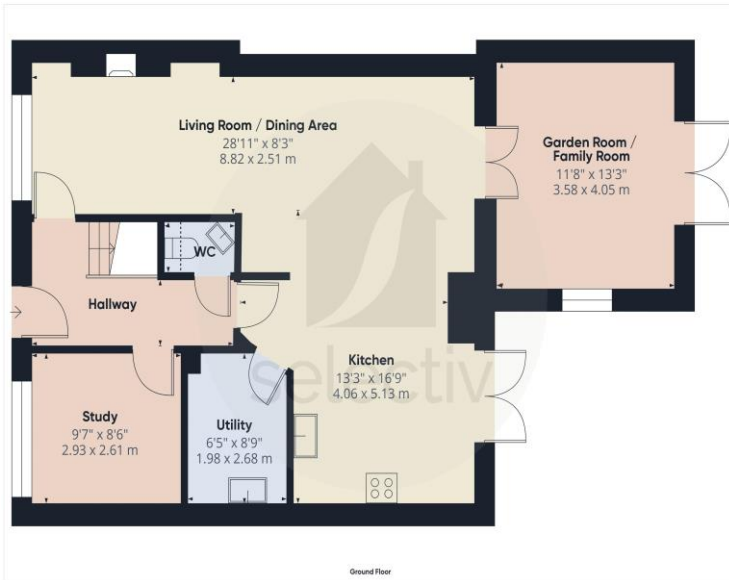 Living Room / Dining Area
28'11" x 8'3"
8.82 x 2.51 m
Garden Room /
Family Room
11'8" x 13'3"
3.58 x 4.05 m
WC
Hallway
Kitchen
13'3" x 16'9"
4.06 x 5.13 m
selectiv
Study
9'7" x 8'6"
2.93 x 2.61 m
Utility
6'5" x 8'9"
1.98 x 2.68 m
Ground Floor